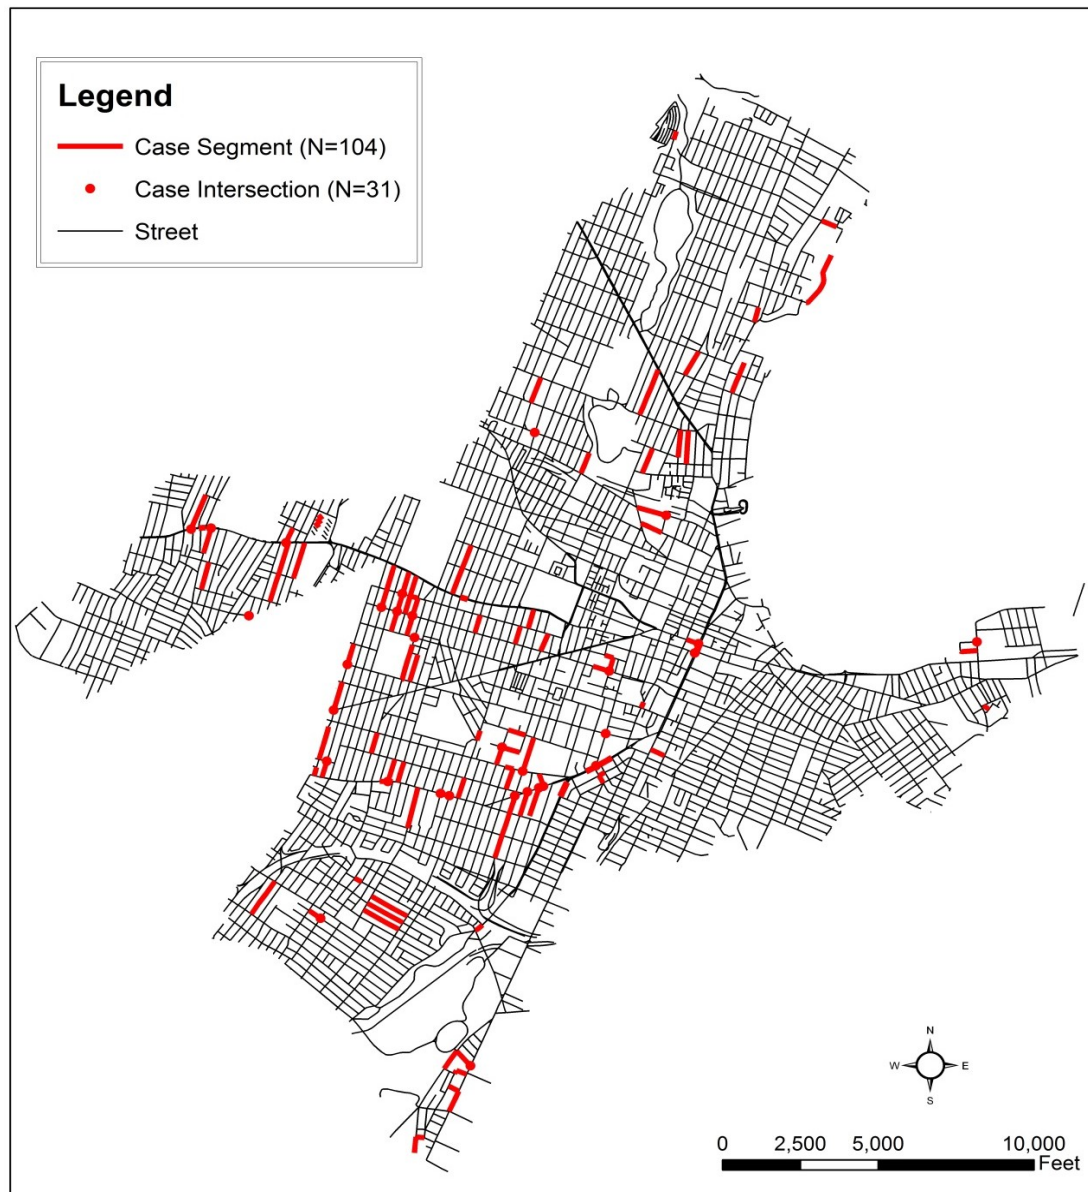 Legend
Case Segment (N=104)
Case Intersection (N=31)
Street
N
W E
S
0 2,500 5,000 10,000
Feet